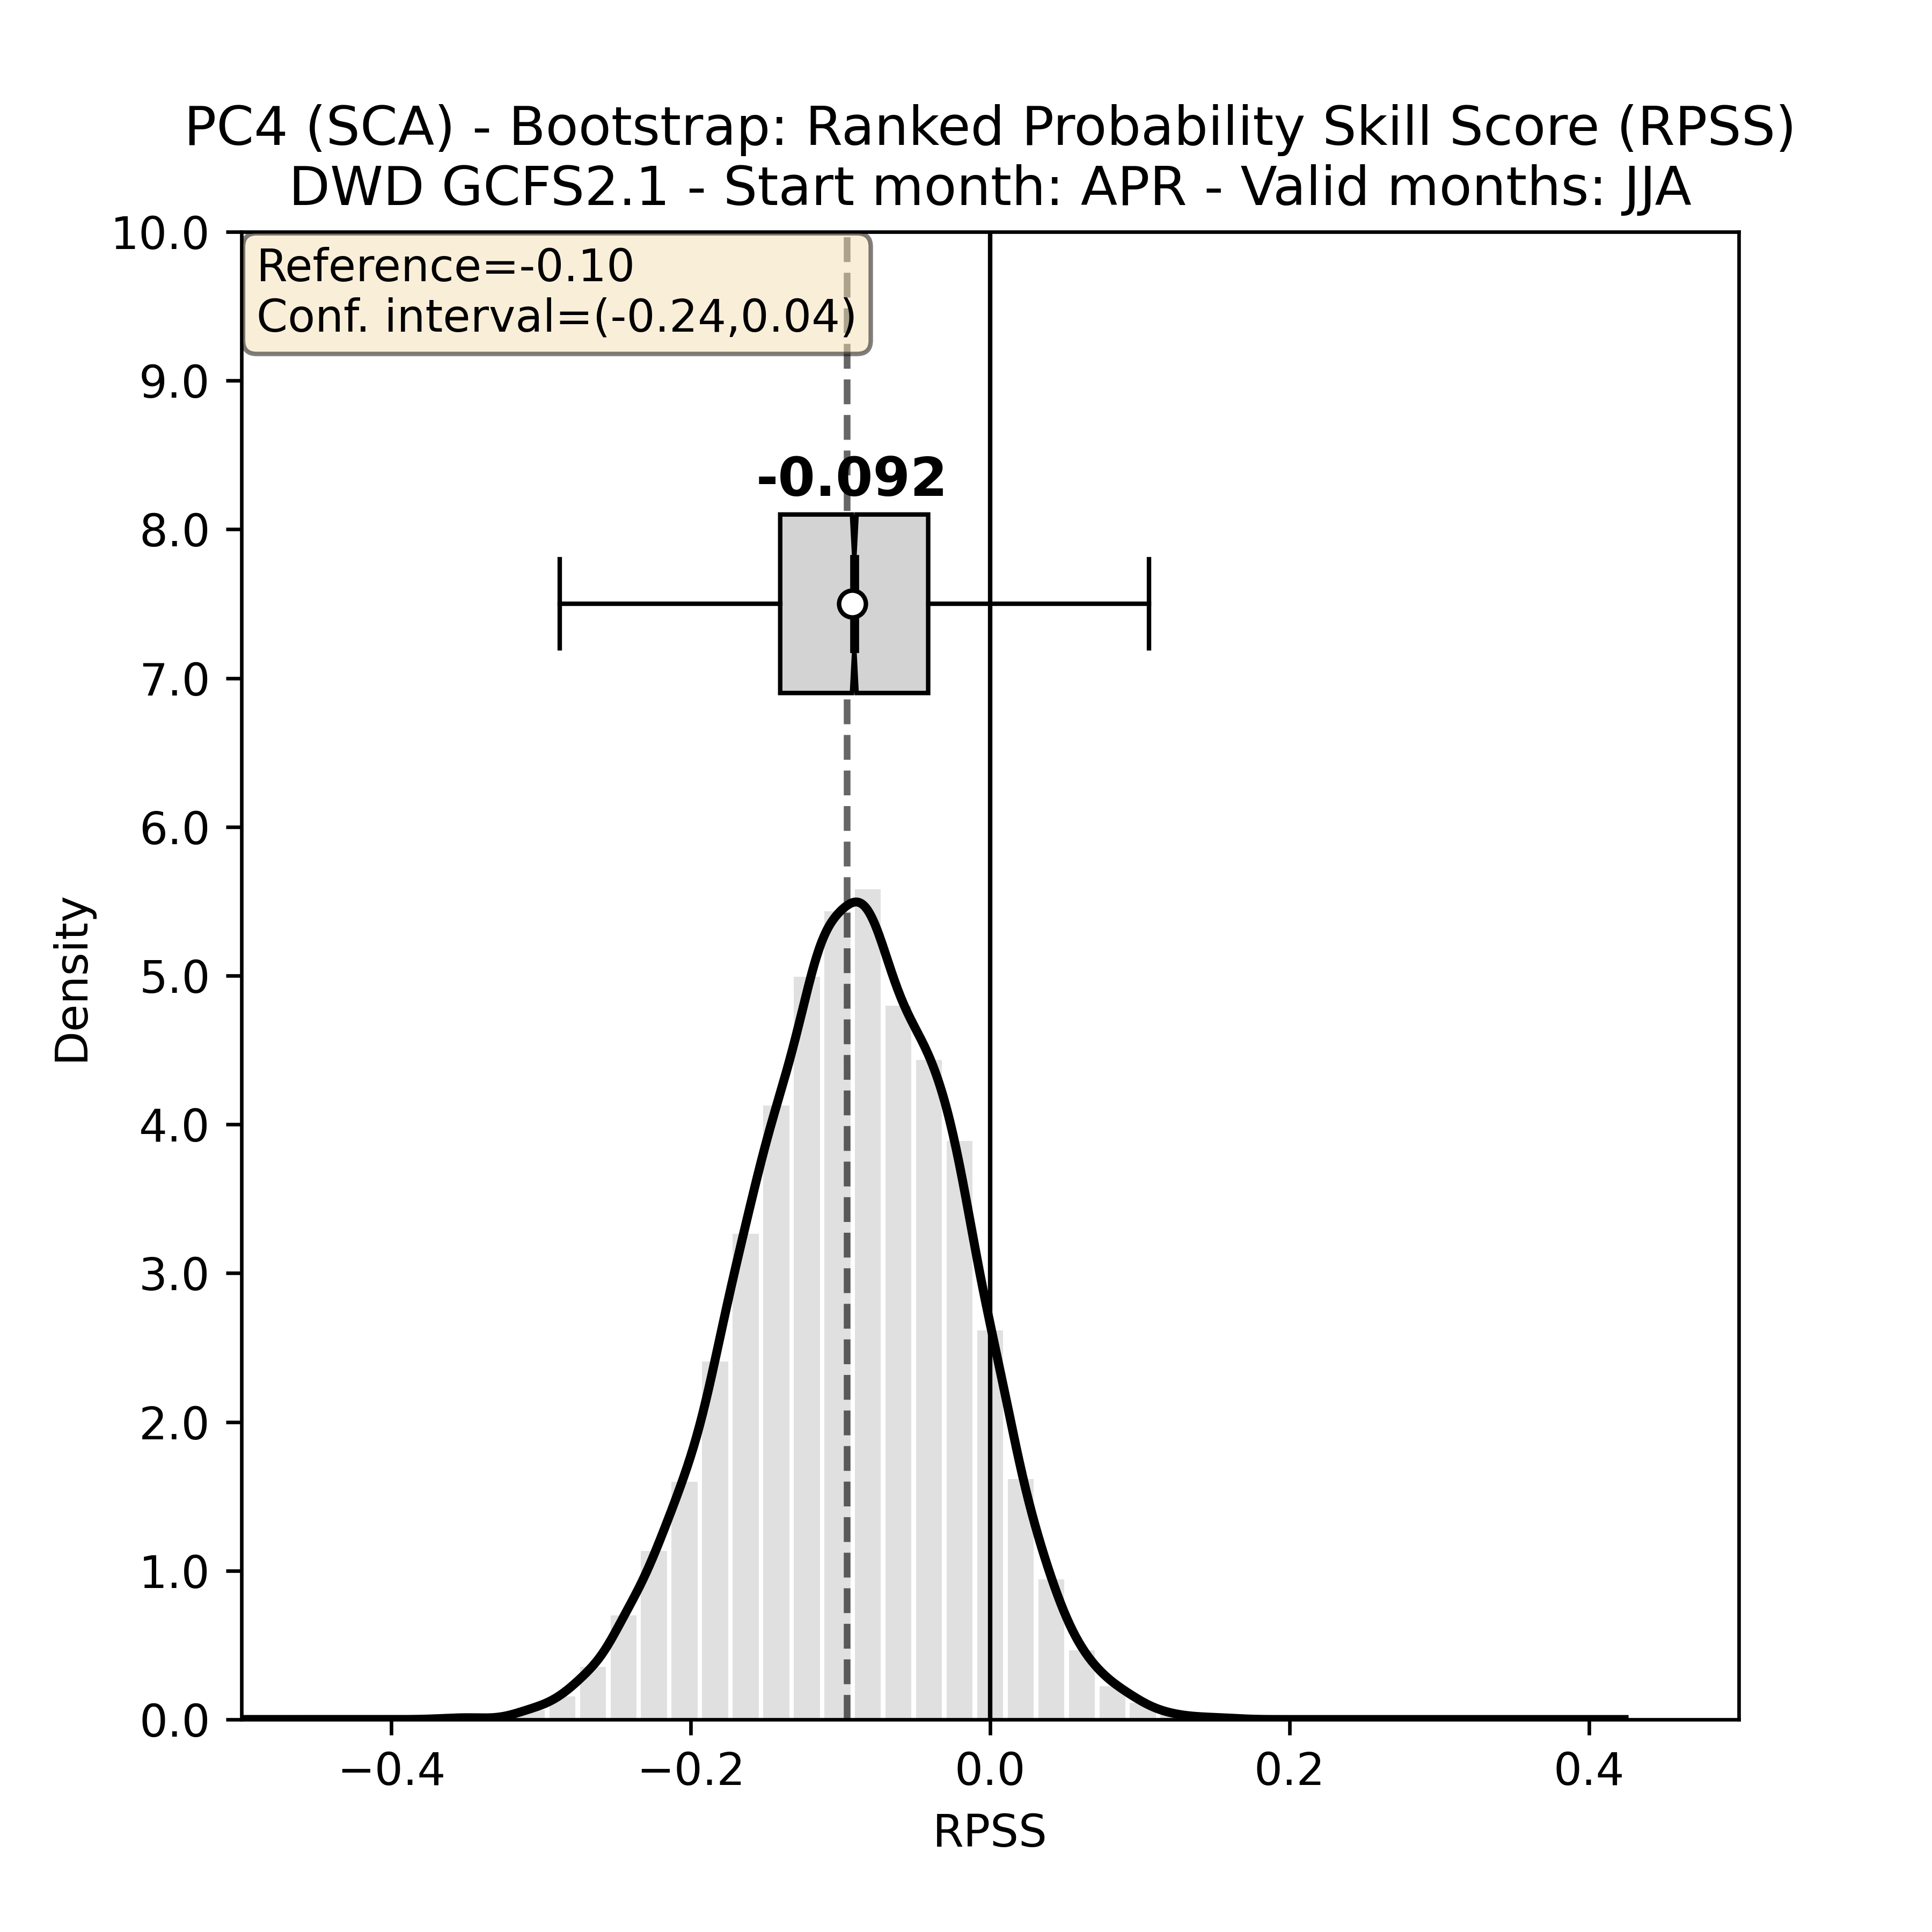 PC4 (SCA) - Bootstrap: Ranked Probability Skill Score (RPSS)
DWD GCFS2.1 - Start month: APR - Valid months: JJA
10.0
Reference=-0.10
Conf. interval=(-0.24,0.04)
9.0
-0.092
8.0
7.0
6.0
Density
5.0
4.0
3.0
2.0
1.0
0.0
−0.4 −0.2 0.0 0.2 0.4
RPSS